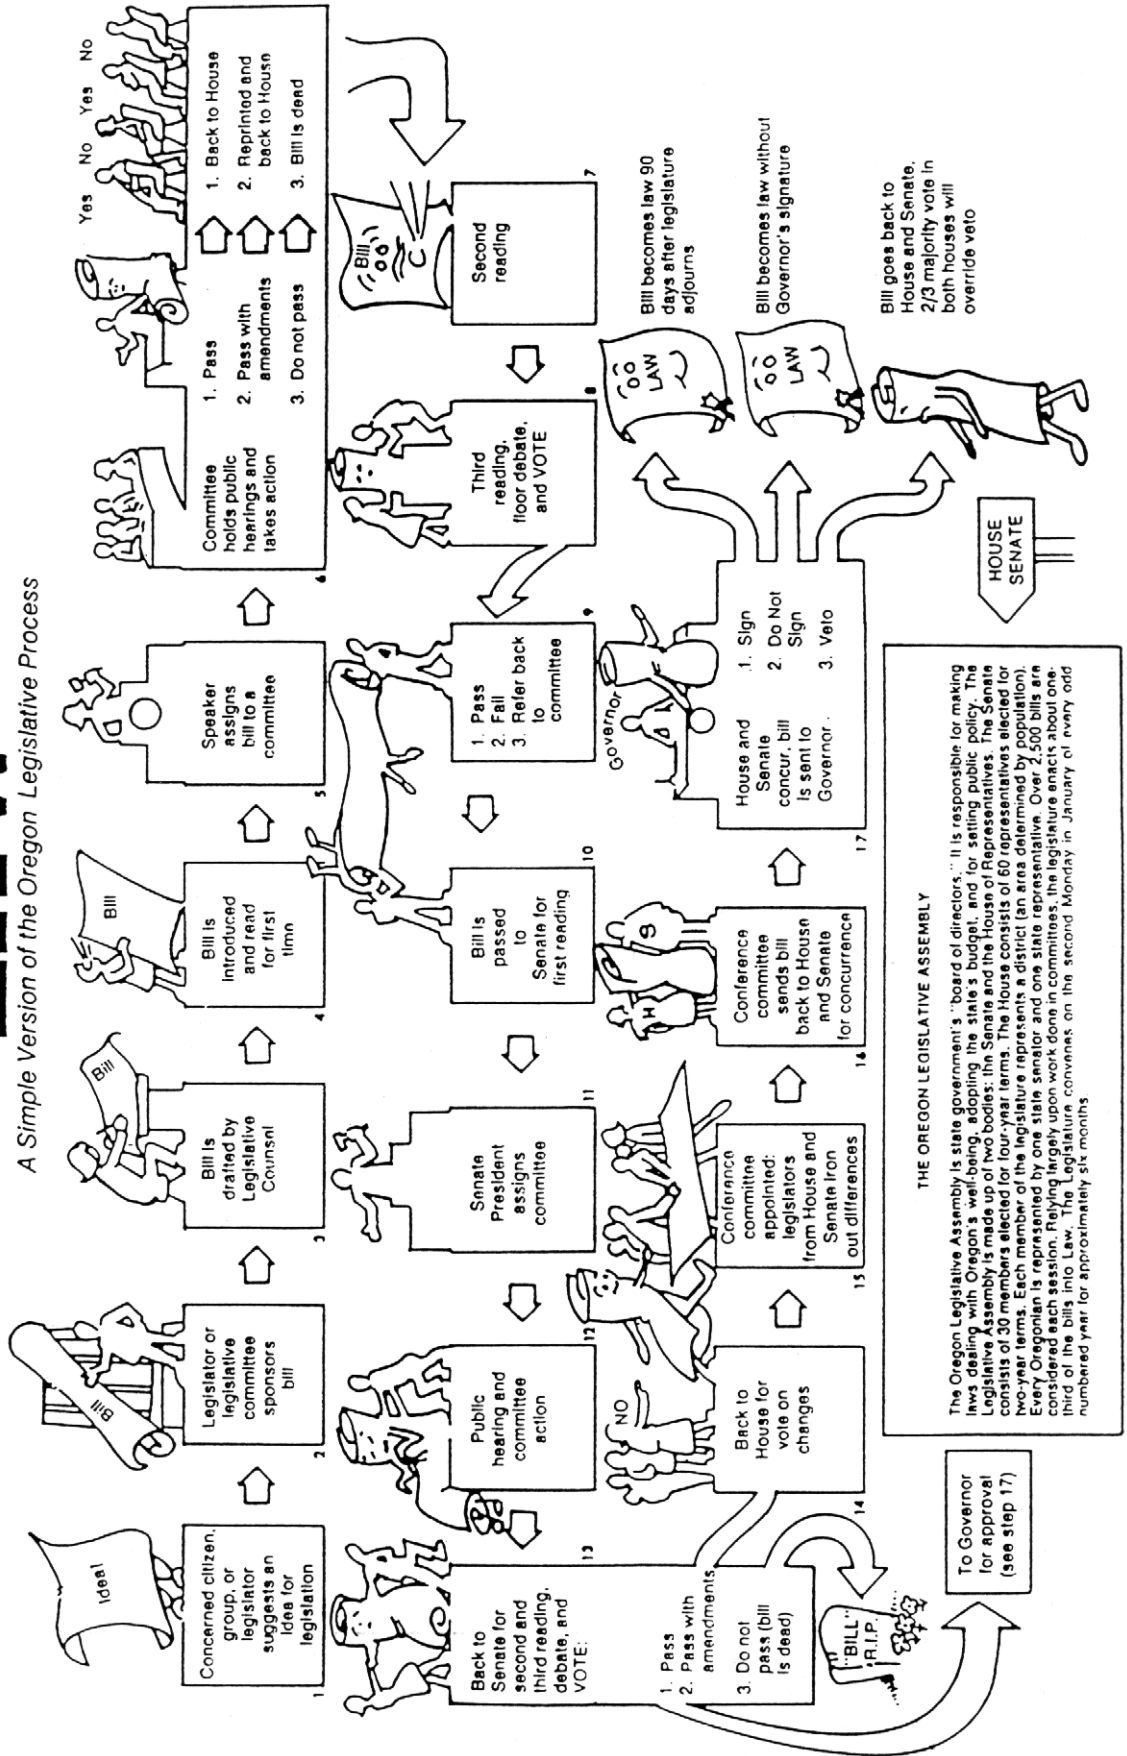 A Simple Version of the Oregon Legislative Process
Idea!
Concerned citizen,
group, or
legislator
suggests an
idea for
legislation
1
Bill
Legislator or
legislative
committee
sponsors
bill
2
Bill
Bill is
drafted by
Legislative
Counsel
3
Bill
Bill is
introduced
and read
for first
time
4
Speaker
assigns
bill to a
committee
5
Committee
holds public
hearings and
takes action
1. Pass
2. Pass with
amendments
3. Do not pass
Yes No Yes No
1. Back to House
2. Reprinted and
back to House
3. Bill is dead
6
Bill
Second
reading
7
Third
reading,
floor debate,
and VOTE
8
1. Pass
2. Fail
3. Refer back
to
committee
9
Bill is
passed
to
Senate for
first reading
10
Senate
President
assigns
committee
11
Public
hearing and
committee
action
12
Back to
Senate for
second and
third reading,
debate, and
VOTE:
1. Pass
2. Pass with
amendments
3. Do not
pass (bill
is dead)
13
"BILL"
R.I.P.
To Governor
for approval
(see step 17)
NO
Back to
House for
vote on
changes
14
Conference
committee
appointed:
legislators
from House and
Senate iron
out differences
15
H
S
Conference
committee
sends bill
back to House
and Senate
for concurrence
16
Governor
House and
Senate
concur, bill
is sent to
Governor.
1. Sign
2. Do Not
Sign
3. Veto
17
LAW
Bill becomes law 90
days after legislature
adjourns
LAW
Bill becomes law without
Governor's signature
Bill goes back to
House and Senate.
2/3 majority vote in
both houses will
override veto
HOUSE
SENATE
THE OREGON LEGISLATIVE ASSEMBLY
The Oregon Legislative Assembly is state government's "board of directors." It is responsible for making
laws dealing with Oregon's well-being, adopting the state's budget, and for setting public policy. The
Legislative Assembly is made up of two bodies: the Senate and the House of Representatives. The Senate
consists of 30 members elected for four-year terms. The House consists of 60 representatives elected for
two-year terms. Each member of the legislature represents a district (an area determined by population).
Every Oregonian is represented by one state senator and one state representative. Over 2,500 bills are
considered each session. Relying largely upon work done in committees, the legislature enacts about one-
third of the bills into Law. The Legislature convenes on the second Monday in January of every odd
numbered year for approximately six months